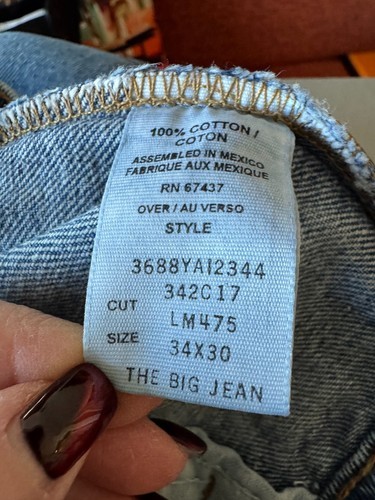 100% COTTON /
COTON
ASSEMBLED IN MEXICO
FABRIQUE AUX MEXIQUE
RN 67437
OVER / AU VERSO
STYLE
3688YA12344
342C17
CUT
LM475
SIZE
34X30
THE BIG JEAN